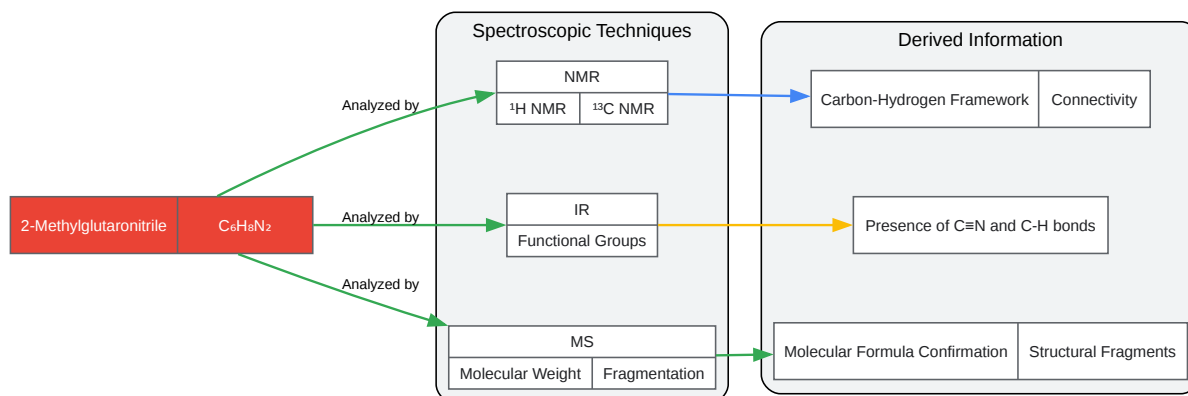 Spectroscopic Techniques
Derived Information
NMR
¹H NMR
¹³C NMR
Carbon-Hydrogen Framework
Connectivity
Analyzed by
2-Methylglutaronitrile
C₆H₈N₂
Analyzed by
IR
Functional Groups
Presence of C≡N and C-H bonds
Analyzed by
MS
Molecular Weight
Fragmentation
Molecular Formula Confirmation
Structural Fragments